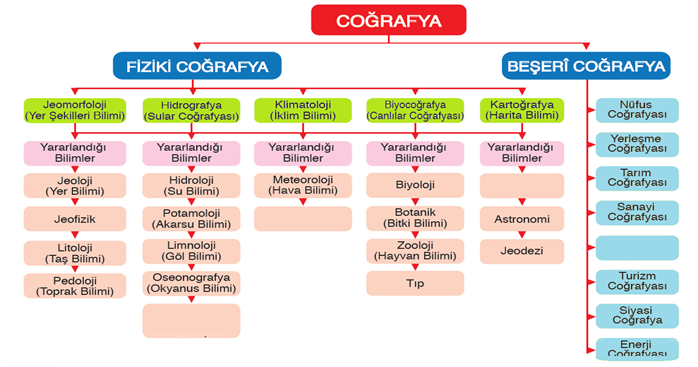 COĞRAFYA
FİZİKİ COĞRAFYA
BEŞERÎ COĞRAFYA
Jeomorfoloji
(Yer Şekilleri Bilimi)
Hidrografya
(Sular Coğrafyası)
Klimatoloji
(İklim Bilimi)
Biyocoğrafya
(Canlılar Coğrafyası)
Kartoğrafya
(Harita Bilimi)
Yararlandığı
Bilimler
Jeoloji
(Yer Bilimi)
Jeofizik
Litoloji
(Taş Bilimi)
Pedoloji
(Toprak Bilimi)
Yararlandığı
Bilimler
Hidroloji
(Su Bilimi)
Potamoloji
(Akarsu Bilimi)
Limnoloji
(Göl Bilimi)
Oseonografya
(Okyanus Bilimi)
Yararlandığı
Bilimler
Meteoroloji
(Hava Bilimi)
Yararlandığı
Bilimler
Biyoloji
Botanik
(Bitki Bilimi)
Zooloji
(Hayvan Bilimi)
Tıp
Yararlandığı
Bilimler
Astronomi
Jeodezi
Nüfus
Coğrafyası
Yerleşme
Coğrafyası
Tarım
Coğrafyası
Sanayi
Coğrafyası
Turizm
Coğrafyası
Siyasi
Coğrafya
Enerji
Coğrafyası